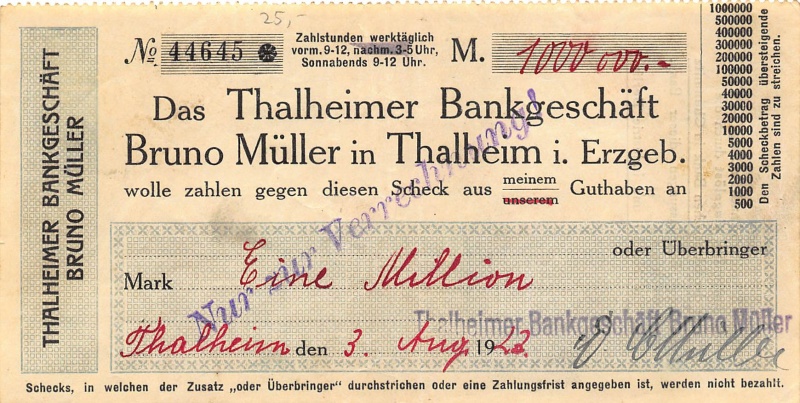 25,-
THALHEIMER BANKGESCHÄFT
BRUNO MÜLLER
No 44645
Zahlstunden werktäglich
vorm. 9-12, nachm. 3-5 Uhr,
Sonnabends 9-12 Uhr.
M. 1000 000.-
Das Thalheimer Bankgeschäft
Bruno Müller in Thalheim i. Erzgeb.
wolle zahlen gegen diesen Scheck aus meinem unserem Guthaben an
Nur zur Verrechnung!
oder Überbringer
Mark Eine Million
Thalheimer Bankgeschäft Bruno Müller
Thalheim den 3. Aug. 1923.
Müller
Schecks, in welchen der Zusatz „oder Überbringer" durchstrichen oder eine Zahlungsfrist angegeben ist, werden nicht bezahlt.
1000000
500000
400000
300000
200000
100000
50000
40000
30000
20000
10000
5000
4000
3000
2000
1000
500
Den Scheckbetrag übersteigende
Zahlen sind zu streichen.